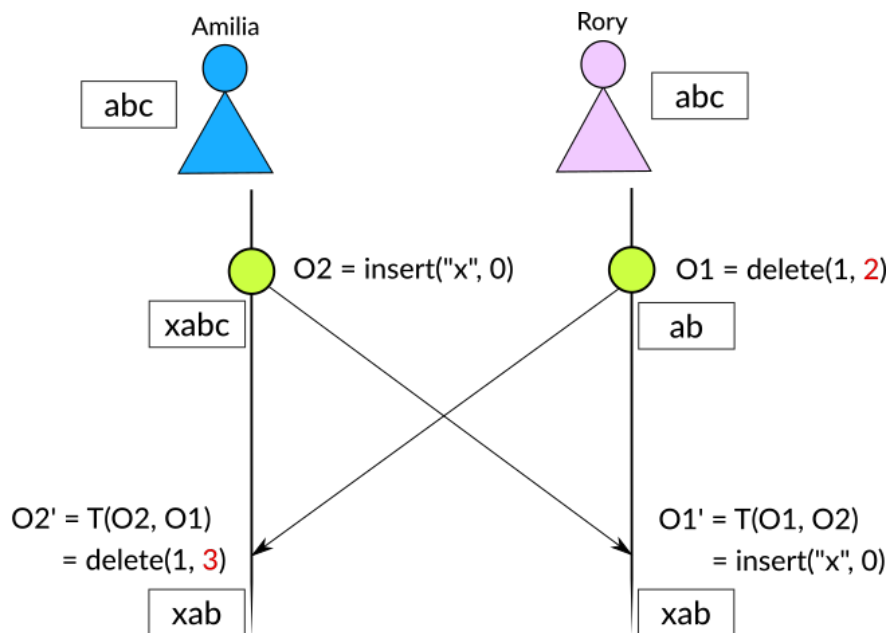 Amilia
Rory
abc
abc
O2 = insert("x", 0)
O1 = delete(1, 2)
xabc
ab
O2' = T(O2, O1)
= delete(1, 3)
O1' = T(O1, O2)
= insert("x", 0)
xab
xab